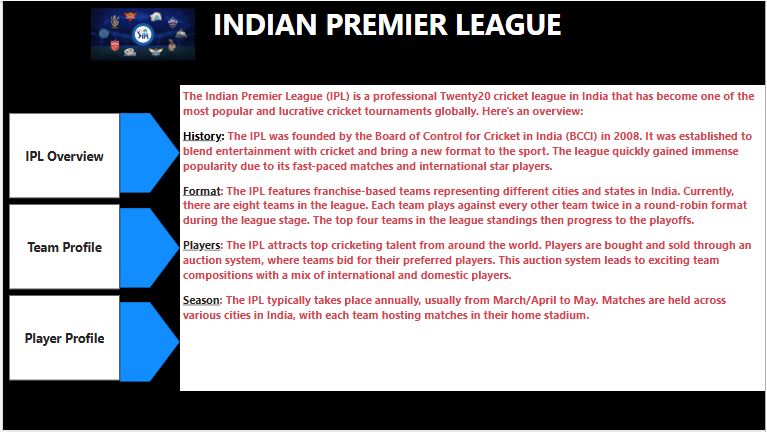 INDIAN PREMIER LEAGUE
IPL
The Indian Premier League (IPL) is a professional Twenty20 cricket league in India that has become one of the
most popular and lucrative cricket tournaments globally. Here's an overview:
History: The IPL was founded by the Board of Control for Cricket in India (BCCI) in 2008. It was established to
blend entertainment with cricket and bring a new format to the sport. The league quickly gained immense
popularity due to its fast-paced matches and international star players.
Format: The IPL features franchise-based teams representing different cities and states in India. Currently,
there are eight teams in the league. Each team plays against every other team twice in a round-robin format
during the league stage. The top four teams in the league standings then progress to the playoffs.
Players: The IPL attracts top cricketing talent from around the world. Players are bought and sold through an
auction system, where teams bid for their preferred players. This auction system leads to exciting team
compositions with a mix of international and domestic players.
Season: The IPL typically takes place annually, usually from March/April to May. Matches are held across
various cities in India, with each team hosting matches in their home stadium.
IPL Overview
Team Profile
Player Profile